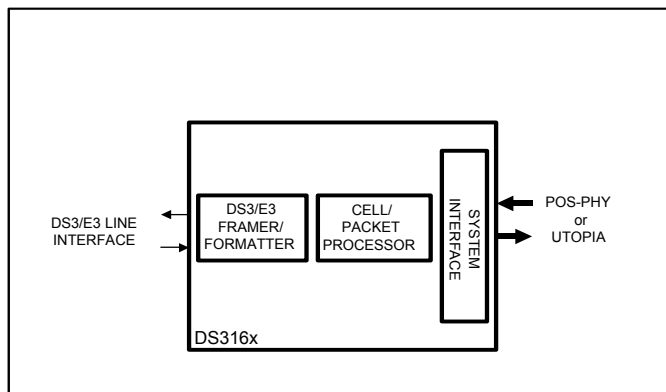 DS3/E3 LINE
INTERFACE
DS3/E3
FRAMER/
FORMATTER
CELL/
PACKET
PROCESSOR
SYSTEM
INTERFACE
POS-PHY
or
UTOPIA
DS316x